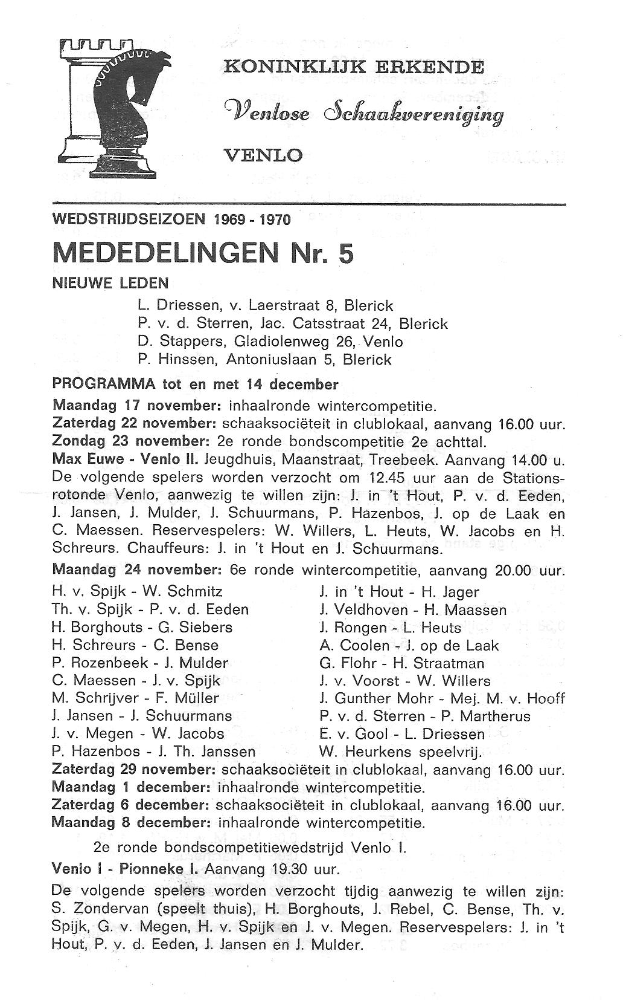 KONINKLIJK ERKENDE
Venlose Schaakvereniging
VENLO
WEDSTRIJDSEIZOEN 1969 - 1970
MEDEDELINGEN Nr. 5
NIEUWE LEDEN
L. Driessen, v. Laerstraat 8, Blerick
P. v. d. Sterren, Jac. Catsstraat 24, Blerick
D. Stappers, Gladiolenweg 26, Venlo
P. Hinssen, Antoniuslaan 5, Blerick
PROGRAMMA tot en met 14 december
Maandag 17 november: inhaalronde wintercompetitie.
Zaterdag 22 november: schaaksociëteit in clublokaal, aanvang 16.00 uur.
Zondag 23 november: 2e ronde bondscompetitie 2e achttal.
Max Euwe - Venlo II. Jeugdhuis, Maanstraat, Treebeek. Aanvang 14.00 u.
De volgende spelers worden verzocht om 12.45 uur aan de Stations-
rotonde Venlo, aanwezig te willen zijn: J. in 't Hout, P. v. d. Eeden,
J. Jansen, J. Mulder, J. Schuurmans, P. Hazenbos, J. op de Laak en
C. Maessen. Reservespelers: W. Willers, L. Heuts, W. Jacobs en H.
Schreurs. Chauffeurs: J. in 't Hout en J. Schuurmans.
Maandag 24 november: 6e ronde wintercompetitie, aanvang 20.00 uur.
H. v. Spijk - W. Schmitz
Th. v. Spijk - P. v. d. Eeden
H. Borghouts - G. Siebers
H. Schreurs - C. Bense
P. Rozenbeek - J. Mulder
C. Maessen - J. v. Spijk
M. Schrijver - F. Müller
J. Jansen - J. Schuurmans
J. v. Megen - W. Jacobs
P. Hazenbos - J. Th. Janssen
J. in 't Hout - H. Jager
J. Veldhoven - H. Maassen
J. Rongen - L. Heuts
A. Coolen - J. op de Laak
G. Flohr - H. Straatman
J. v. Voorst - W. Willers
J. Gunther Mohr - Mej. M. v. Hooff
P. v. d. Sterren - P. Martherus
E. v. Gool - L. Driessen
W. Heurkens speelvrij.
Zaterdag 29 november: schaaksociëteit in clublokaal, aanvang 16.00 uur.
Maandag 1 december: inhaalronde wintercompetitie.
Zaterdag 6 december: schaaksociëteit in clublokaal, aanvang 16.00 uur.
Maandag 8 december: inhaalronde wintercompetitie.
2e ronde bondscompetitiewedstrijd Venlo I.
Venlo I - Pionneke I. Aanvang 19.30 uur.
De volgende spelers worden verzocht tijdig aanwezig te willen zijn:
S. Zondervan (speelt thuis), H. Borghouts, J. Rebel, C. Bense, Th. v.
Spijk, G. v. Megen, H. v. Spijk en J. v. Megen. Reservespelers: J. in 't
Hout, P. v. d. Eeden, J. Jansen en J. Mulder.